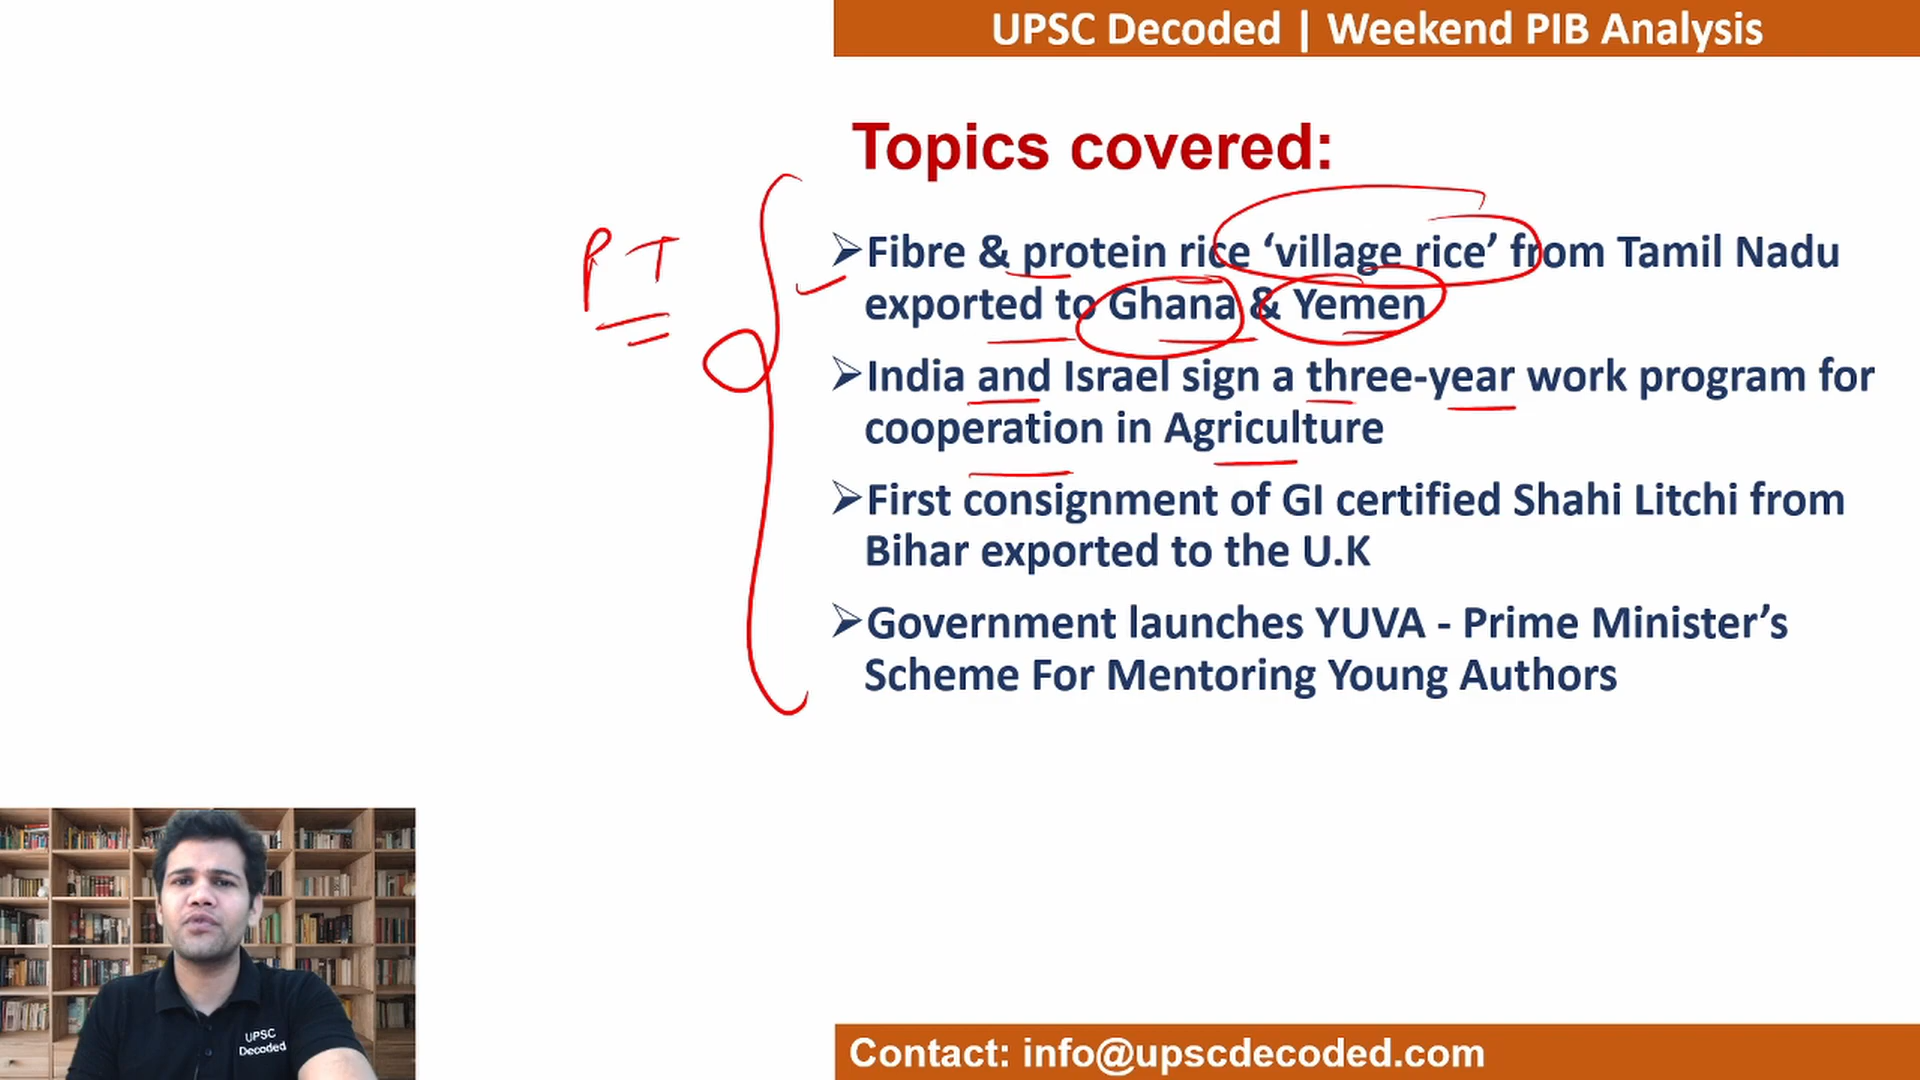 UPSC Decoded | Weekend PIB Analysis
Topics covered:
PT
➢Fibre & protein rice ‘village rice’ from Tamil Nadu
exported to Ghana & Yemen
➢India and Israel sign a three-year work program for
cooperation in Agriculture
➢First consignment of GI certified Shahi Litchi from
Bihar exported to the U.K
➢Government launches YUVA - Prime Minister’s
Scheme For Mentoring Young Authors
UPSC
Decoded
Contact: info@upscdecoded.com